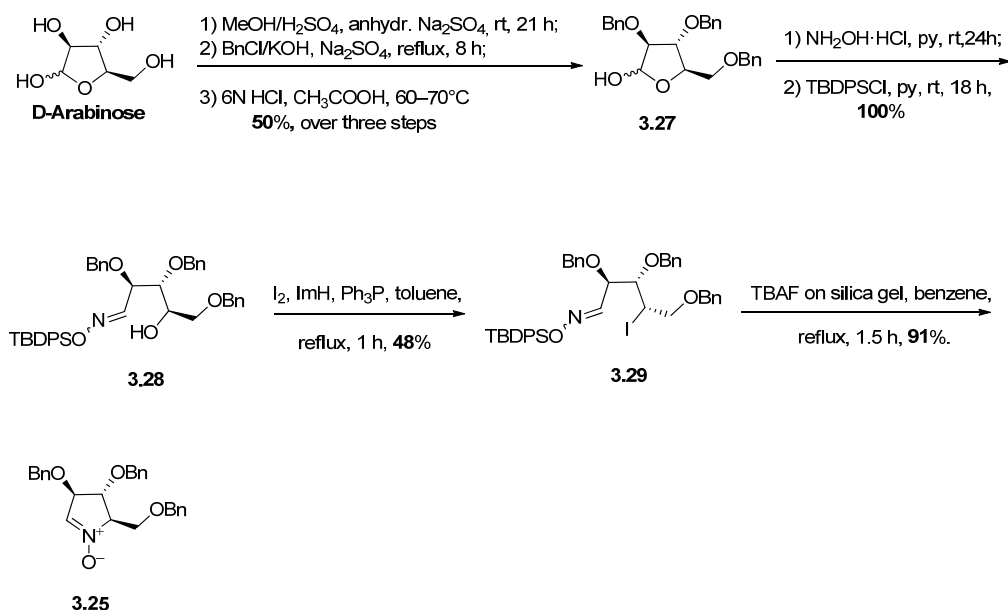 HO
OH
OH
HO
O
D-Arabinose
1) MeOH/H₂SO₄, anhydr. Na₂SO₄, rt, 21 h;
2) BnCl/KOH, Na₂SO₄, reflux, 8 h;
3) 6N HCl, CH₃COOH, 60–70°C
50%, over three steps
BnO
OBn
OBn
HO
O
3.27
1) NH₂OH·HCl, py, rt,24h;
2) TBDPSCl, py, rt, 18 h,
100%
BnO
OBn
OBn
N
HO
TBDPSO
3.28
I₂, ImH, Ph₃P, toluene,
reflux, 1 h, 48%
BnO
OBn
OBn
N
I
TBDPSO
3.29
TBAF on silica gel, benzene,
reflux, 1.5 h, 91%.
BnO
OBn
OBn
N⁺
O⁻
3.25